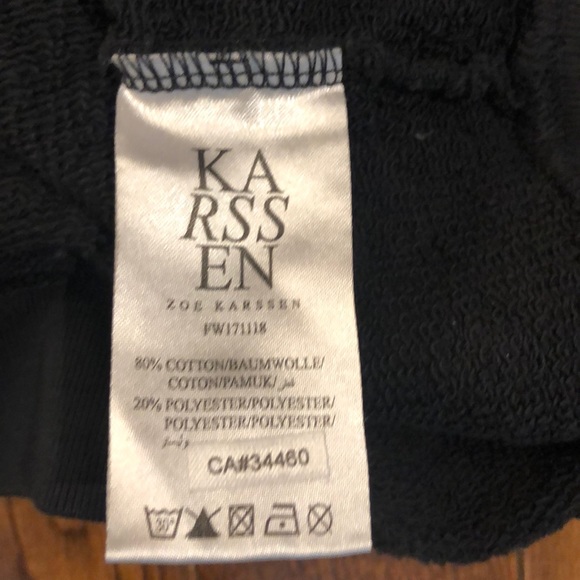 KA
RSS
EN
ZOE KARSSEN
FW171118
80% COTTON/BAUMWOLLE/
COTON/PAMUK/
20% POLYESTER/POLYESTER/
POLYESTER/POLYESTER/
CA#34460
30°